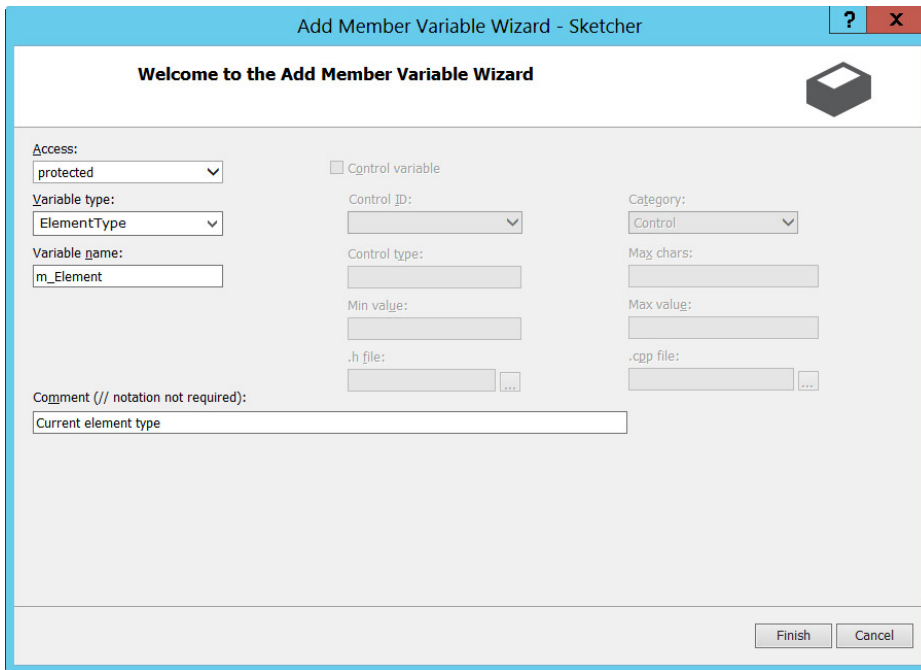 Add Member Variable Wizard - Sketcher
? X
Welcome to the Add Member Variable Wizard
Access:
protected
Control variable
Variable type:
Control ID:
Category:
ElementType
Control
Variable name:
Control type:
Max chars:
m_Element
Min value:
Max value:
.h file:
.cpp file:
...
...
Comment (// notation not required):
Current element type
Finish
Cancel